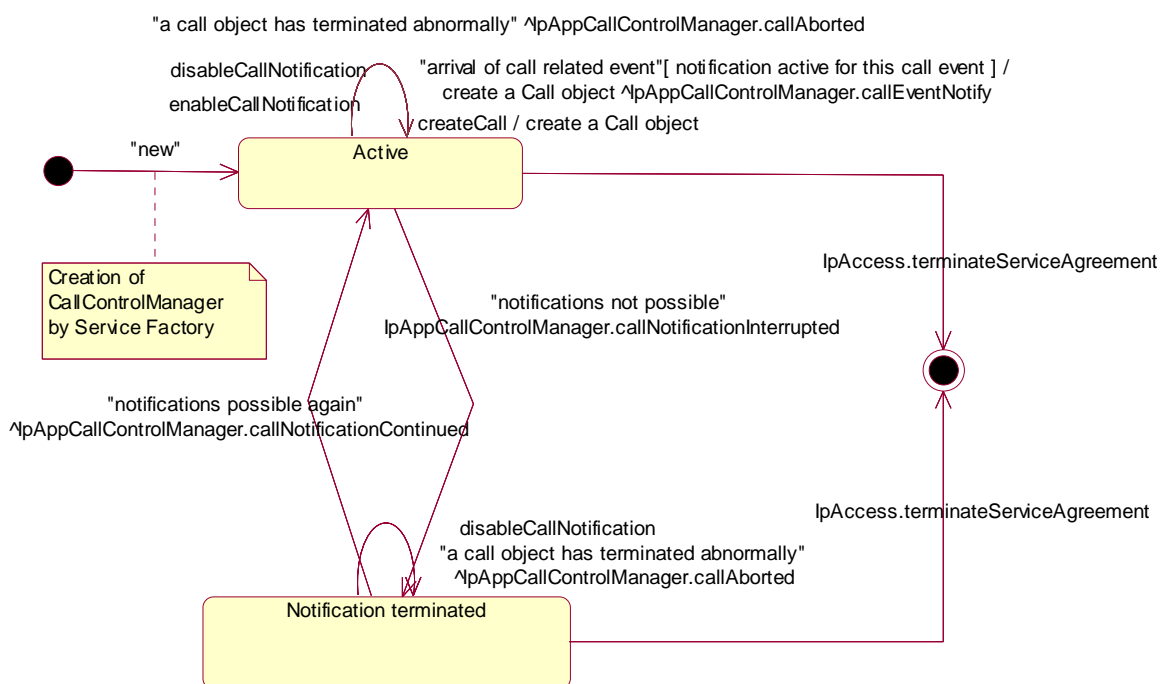 "a call object has terminated abnormally" ^IpAppCallControlManager.callAborted
disableCallNotification
"arrival of call related event"[ notification active for this call event ] /
enableCallNotification
create a Call object ^IpAppCallControlManager.callEventNotify
createCall / create a Call object
"new"
Active
IpAccess.terminateServiceAgreement
Creation of
CallControlManager
by Service Factory
"notifications not possible"
IpAppCallControlManager.callNotificationInterrupted
"notifications possible again"
^IpAppCallControlManager.callNotificationContinued
IpAccess.terminateServiceAgreement
disableCallNotification
"a call object has terminated abnormally"
^IpAppCallControlManager.callAborted
Notification terminated